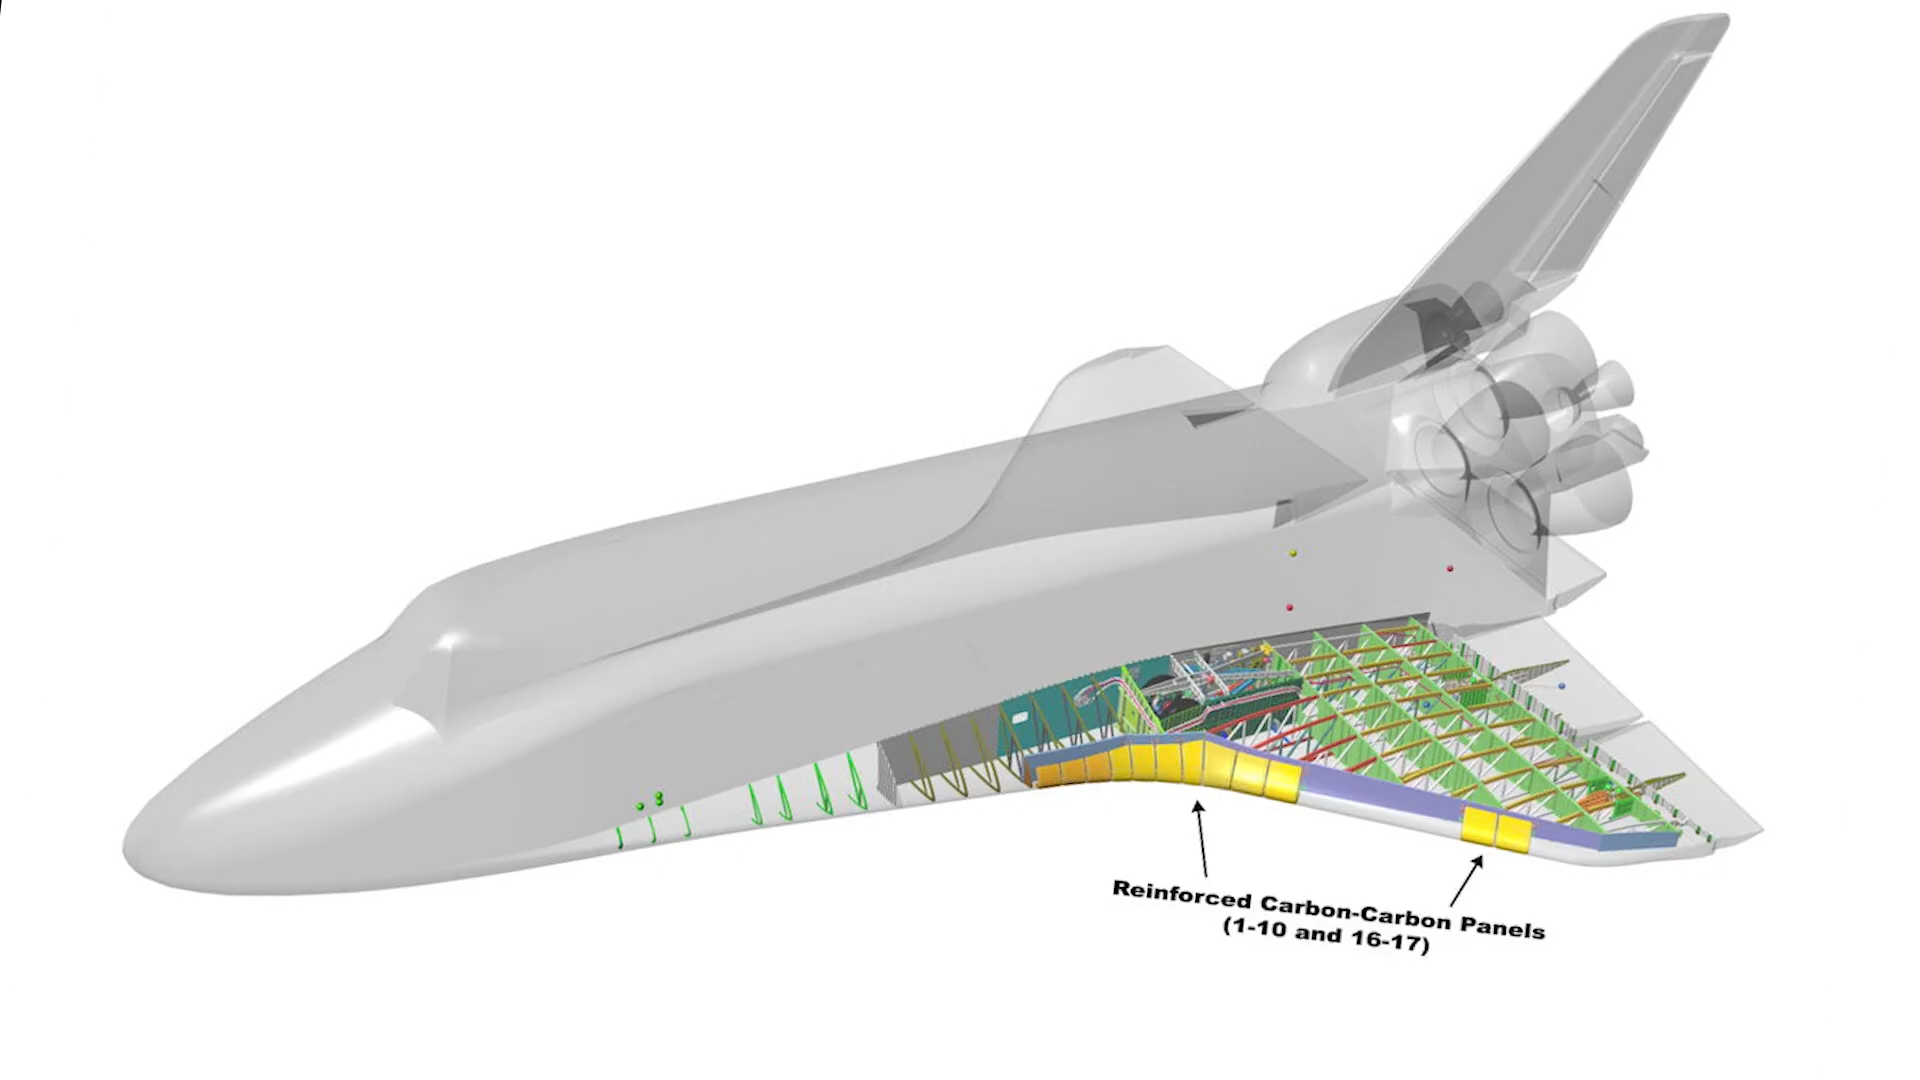 Reinforced Carbon-Carbon Panels
(1-10 and 16-17)